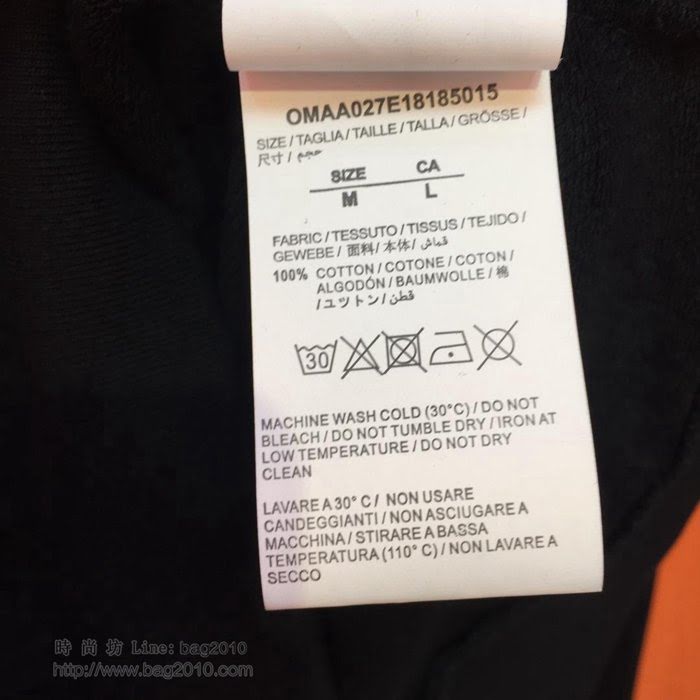 OMAA027E18185015
SIZE / TAGLIA / TAILLE / TALLA / GRÖSSE /
尺寸 / حجم
SIZE CA
M L
FABRIC / TESSUTO / TISSUS / TEJIDO /
GEWEBE / 面料 / 本体 / قماش
100% COTTON / COTONE / COTON /
ALGODÓN / BAUMWOLLE / 棉
/ユツトン / قطن
30
MACHINE WASH COLD (30°C) / DO NOT
BLEACH / DO NOT TUMBLE DRY / IRON AT
LOW TEMPERATURE / DO NOT DRY
CLEAN
LAVARE A 30° C / NON USARE
CANDEGGIANTI / NON ASCIUGARE A
MACCHINA / STIRARE A BASSA
TEMPERATURA (110° C) / NON LAVARE A
SECCO
時尚坊 Line: bag2010
http://www.bag2010.com/